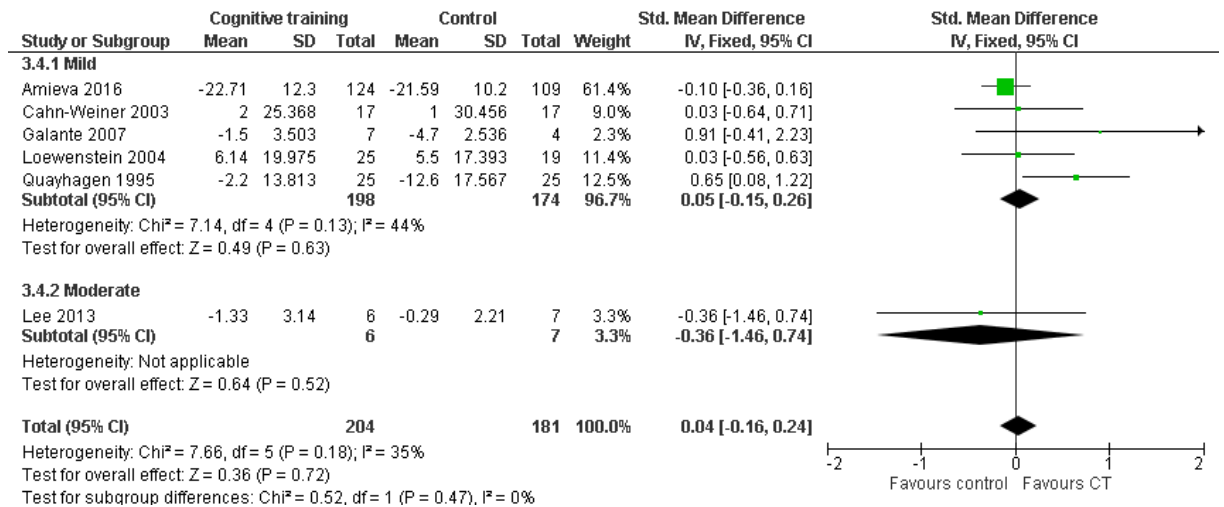 Cognitive training Control Std. Mean Difference Std. Mean Difference
Study or Subgroup Mean SD Total Mean SD Total Weight IV, Fixed, 95% CI IV, Fixed, 95% CI
3.4.1 Mild
Amieva 2016 -22.71 12.3 124 -21.59 10.2 109 61.4% -0.10 [-0.36, 0.16]
Cahn-Weiner 2003 2 25.368 17 1 30.456 17 9.0% 0.03 [-0.64, 0.71]
Galante 2007 -1.5 3.503 7 -4.7 2.536 4 2.3% 0.91 [-0.41, 2.23]
Loewenstein 2004 6.14 19.975 25 5.5 17.393 19 11.4% 0.03 [-0.56, 0.63]
Quayhagen 1995 -2.2 13.813 25 -12.6 17.567 25 12.5% 0.65 [0.08, 1.22]
Subtotal (95% CI) 198 174 96.7% 0.05 [-0.15, 0.26]
Heterogeneity: Chi² = 7.14, df = 4 (P = 0.13); I² = 44%
Test for overall effect: Z = 0.49 (P = 0.63)
3.4.2 Moderate
Lee 2013 -1.33 3.14 6 -0.29 2.21 7 3.3% -0.36 [-1.46, 0.74]
Subtotal (95% CI) 6 7 3.3% -0.36 [-1.46, 0.74]
Heterogeneity: Not applicable
Test for overall effect: Z = 0.64 (P = 0.52)
Total (95% CI) 204 181 100.0% 0.04 [-0.16, 0.24]
Heterogeneity: Chi² = 7.66, df = 5 (P = 0.18); I² = 35%
Test for overall effect: Z = 0.36 (P = 0.72)
Test for subgroup differences: Chi² = 0.52, df = 1 (P = 0.47), I² = 0%
-2 -1 0 1 2
Favours control Favours CT